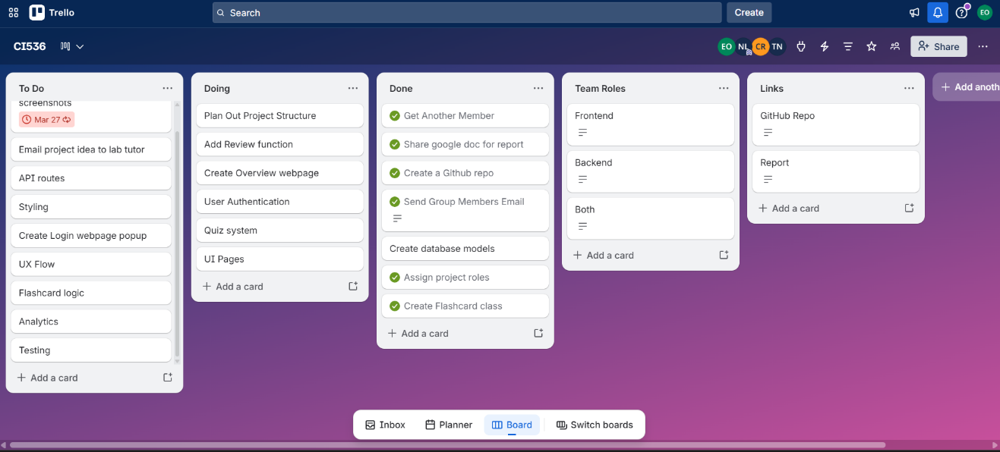 Trello
Search
Create
EO
CI536
EO NL CR TN
Share
To Do
screenshots
Mar 27
Email project idea to lab tutor
API routes
Styling
Create Login webpage popup
UX Flow
Flashcard logic
Analytics
Testing
Add a card
Doing
Plan Out Project Structure
Add Review function
Create Overview webpage
User Authentication
Quiz system
UI Pages
Add a card
Done
Get Another Member
Share google doc for report
Create a Github repo
Send Group Members Email
Create database models
Assign project roles
Create Flashcard class
Add a card
Team Roles
Frontend
Backend
Both
Add a card
Links
GitHub Repo
Report
Add a card
Add anoth
Inbox
Planner
Board
Switch boards